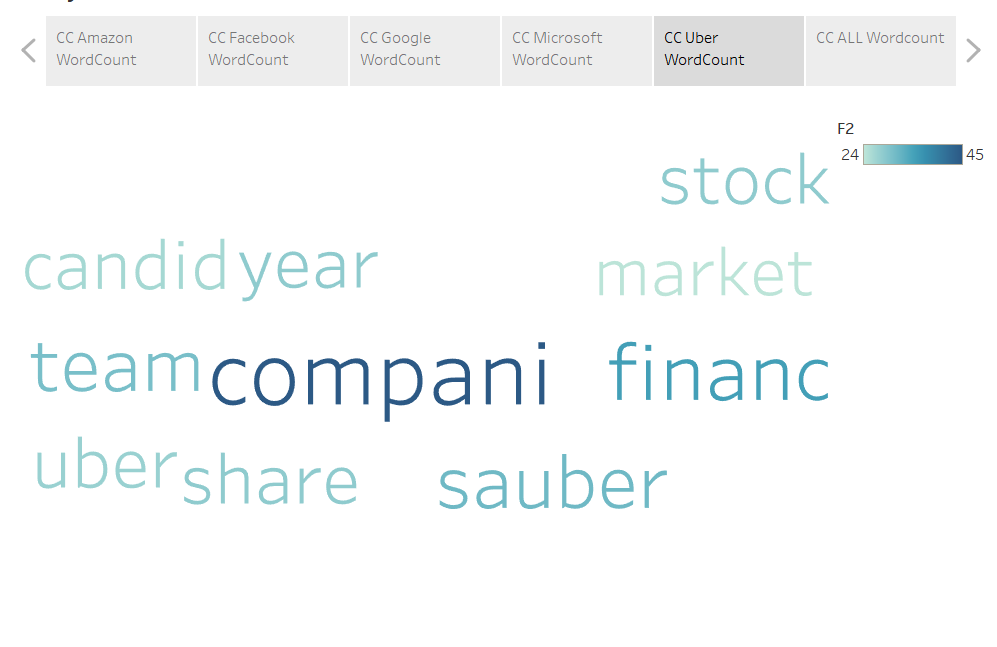 CC Amazon
WordCount
CC Facebook
WordCount
CC Google
WordCount
CC Microsoft
WordCount
CC Uber
WordCount
CC ALL Wordcount
F2
24 45
stock
candid year
market
team compani financ
uber share sauber